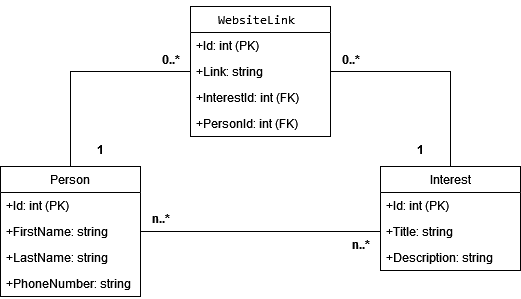 WebsiteLink
+Id: int (PK)
+Link: string
+InterestId: int (FK)
+PersonId: int (FK)
0..*
0..*
1
1
Person
+Id: int (PK)
+FirstName: string
+LastName: string
+PhoneNumber: string
Interest
+Id: int (PK)
+Title: string
+Description: string
n..*
n..*